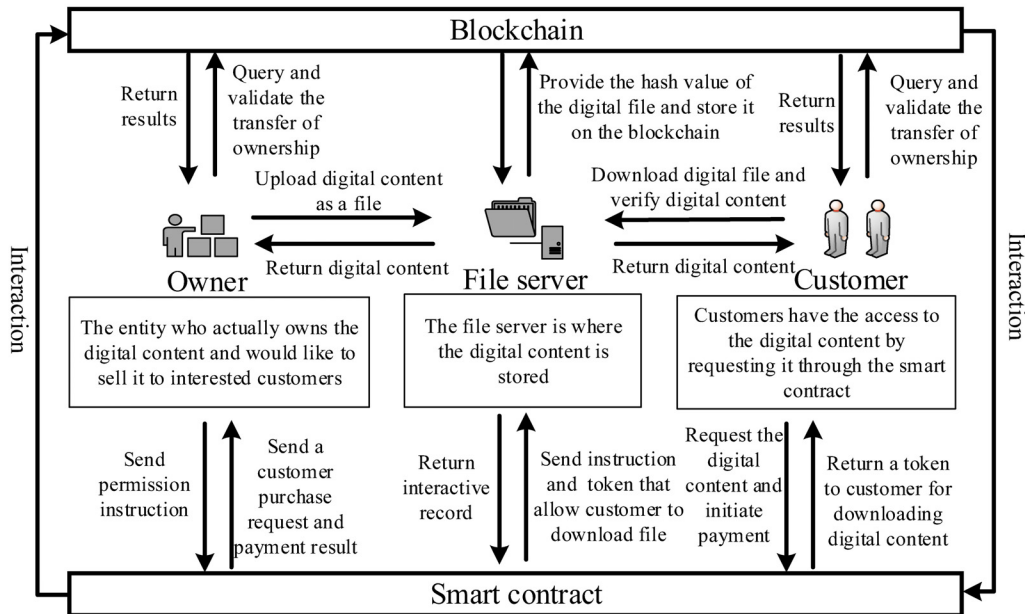 Blockchain
Return
results
Query and
validate the
transfer of
ownership
Provide the hash value of
the digital file and store it
on the blockchain
Return
results
Query and
validate the
transfer of
ownership
Upload digital content
as a file
Download digital file and
verify digital content
Return digital content
Return digital content
Owner
File server
Customer
Interaction
Interaction
The entity who actually owns the
digital content and would like to
sell it to interested customers
The file server is where
the digital content is
stored
Customers have the access to
the digital content by
requesting it through the smart
contract
Send
permission
instruction
Send a
customer
purchase
request and
payment result
Return
interactive
record
Send instruction
and token that
allow customer to
download file
Request the
digital
content and
initiate
payment
Return a token
to customer for
downloading
digital content
Smart contract